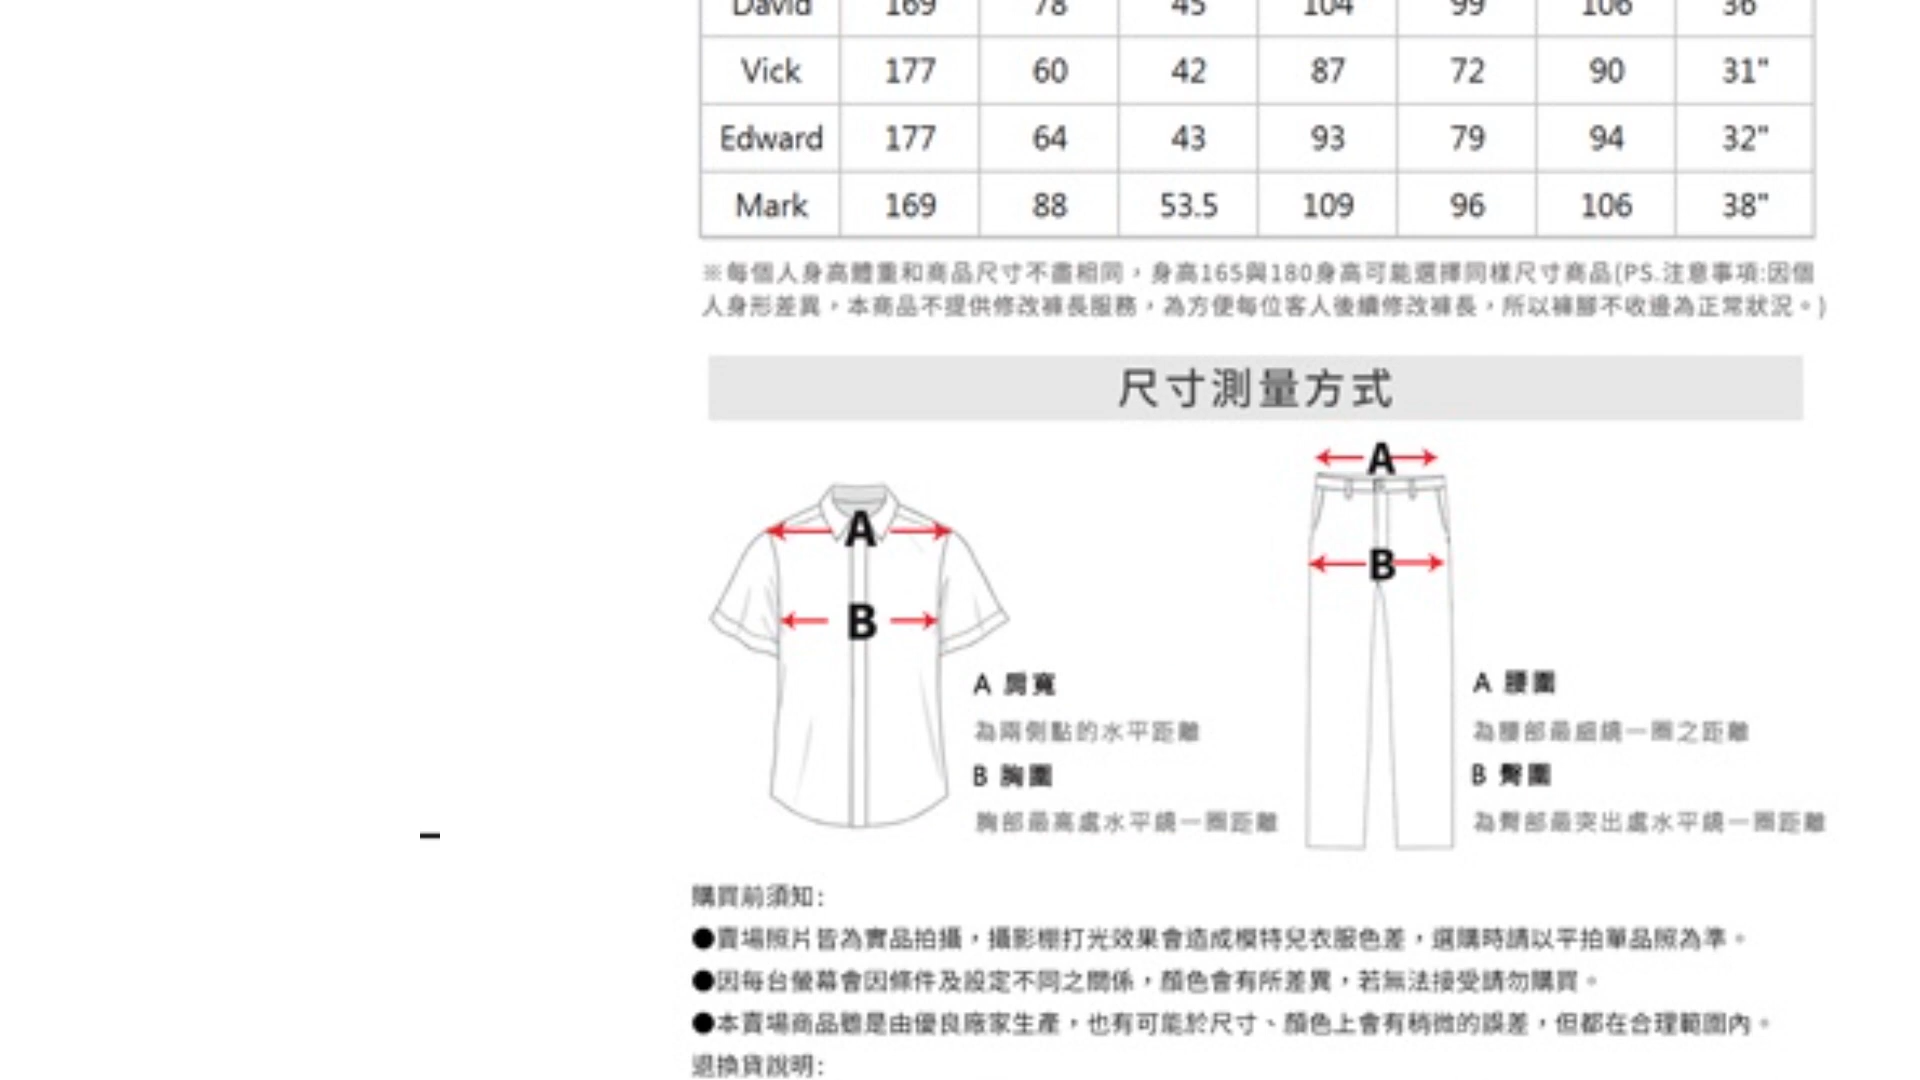 David 169 78 45 104 99 106 36
Vick 177 60 42 87 72 90 31"
Edward 177 64 43 93 79 94 32"
Mark 169 88 53.5 109 96 106 38"
※每個人身高體重和商品尺寸不盡相同，身高165與180身高可能選擇同樣尺寸商品(PS.注意事項:因個
人身形差異，本商品不提供修改褲長服務，為方便每位客人後續修改褲長，所以褲腳不收邊為正常狀況。)
尺寸測量方式
A
B
A 肩寬
為兩側點的水平距離
B 胸圍
胸部最高處水平繞一圈距離
A
B
A 腰圍
為腰部最細繞一圈之距離
B 臀圍
為臀部最突出處水平繞一圈距離
購買前須知:
●賣場照片皆為實品拍攝，攝影棚打光效果會造成模特兒衣服色差，選購時請以平拍單品照為準。
●因每台螢幕會因條件及設定不同之關係，顏色會有所差異，若無法接受請勿購買。
●本賣場商品雖是由優良廠家生產，也有可能於尺寸、顏色上會有稍微的誤差，但都在合理範圍內。
退換貨說明: